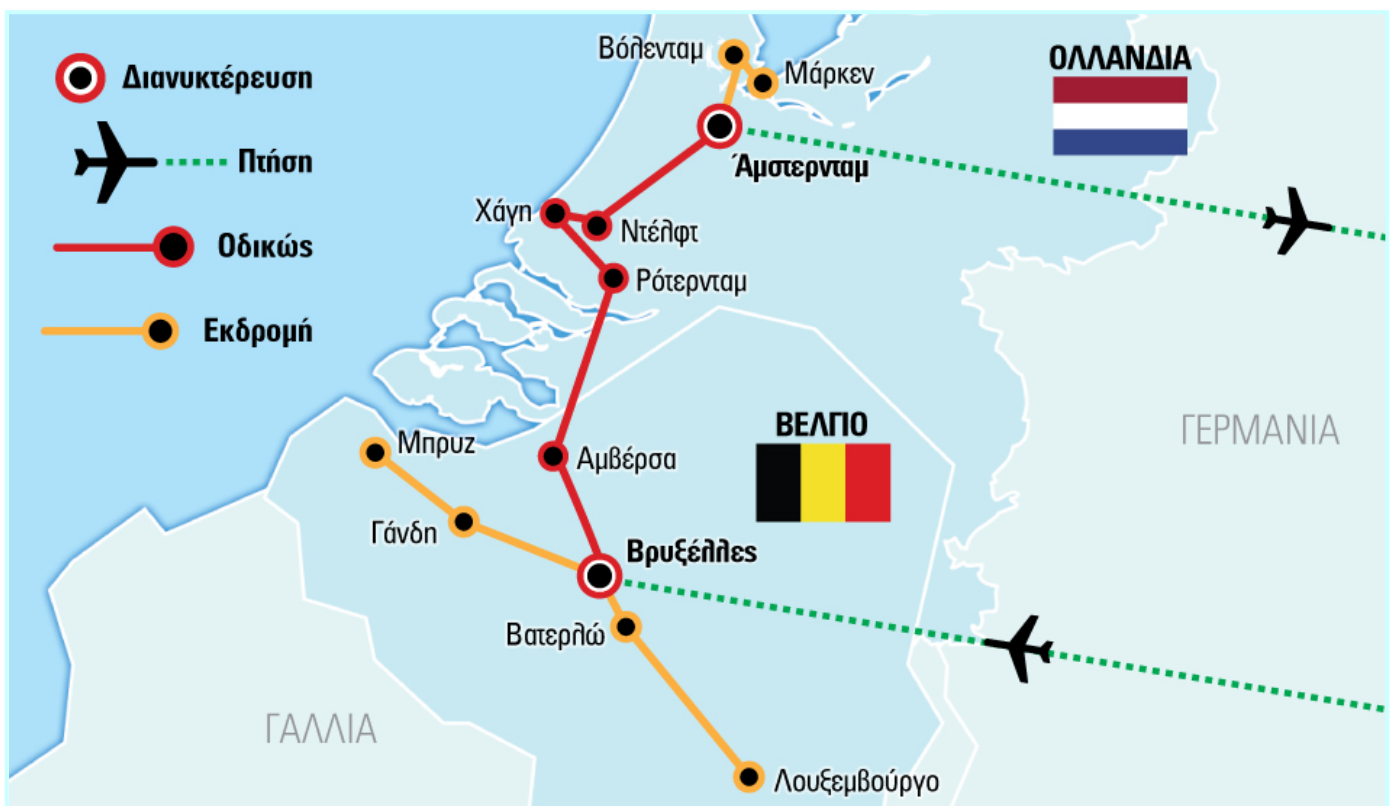 Διανυκτέρευση
Πτήση
Οδικώς
Εκδρομή
Βόλενταμ
Μάρκεν
ΟΛΛΑΝΔΙΑ
Άμστερνταμ
Χάγη
Ντέλφτ
Ρότερνταμ
ΒΕΛΓΙΟ
ΓΕΡΜΑΝΙΑ
Μπρυζ
Αμβέρσα
Γάνδη
Βρυξέλλες
Βατερλώ
ΓΑΛΛΙΑ
Λουξεμβούργο